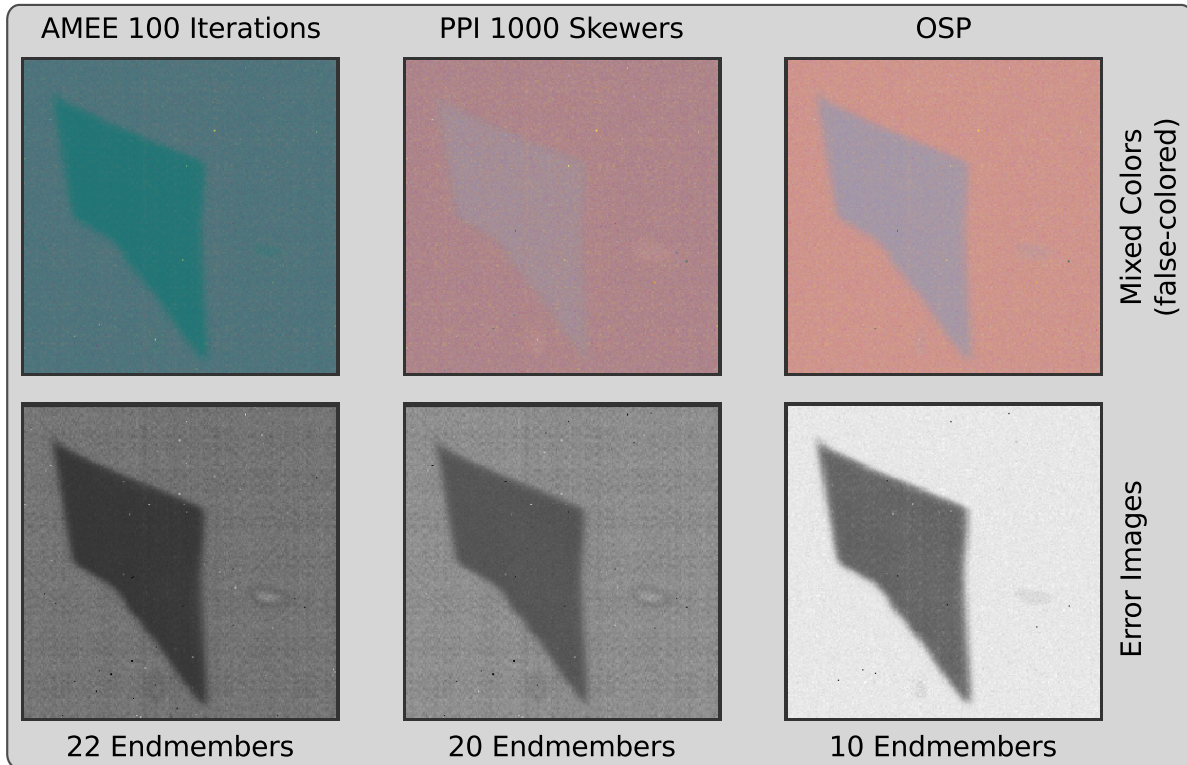 AMEE 100 Iterations
PPI 1000 Skewers
OSP
Mixed Colors
(false-colored)
Error Images
22 Endmembers
20 Endmembers
10 Endmembers